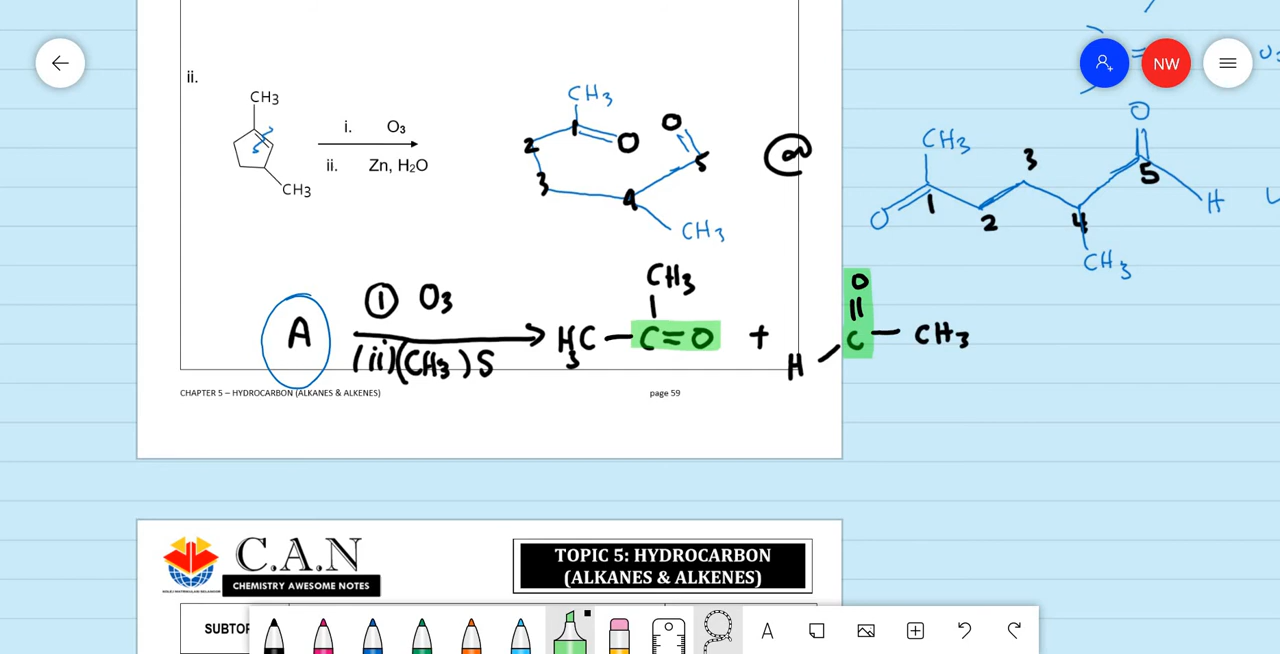 NW
ii.
CH3
i. O3
ii. Zn, H2O
CH3
CH3
1
O
2
3
4
5
O
CH3
@
CH3
O
1
2
3
4
5
O
H
CH3
A
① O3
(ii)(CH3)S
H3C — C=O + H C — CH3
CH3
O
CHAPTER 5 – HYDROCARBON (ALKANES & ALKENES)
page 59
C.A.N
CHEMISTRY AWESOME NOTES
TOPIC 5: HYDROCARBON
(ALKANES & ALKENES)
SUBTOP
A